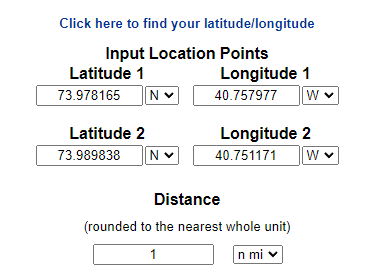 Click here to find your latitude/longitude
Input Location Points
Latitude 1 Longitude 1
73.978165 N 40.757977 W
Latitude 2 Longitude 2
73.989838 N 40.751171 W
Distance
(rounded to the nearest whole unit)
1 n mi